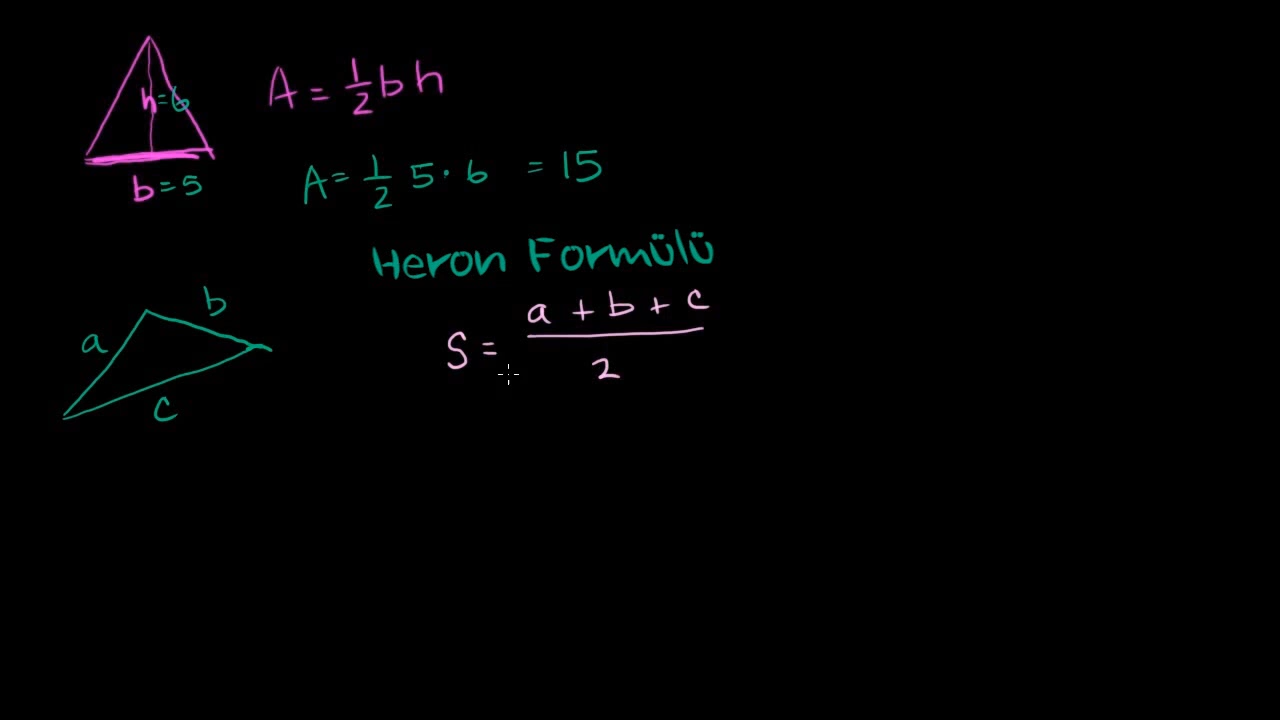 h=6
A = 1/2 b h
b = 5
A = 1/2 5 · 6 = 15
Heron Formülü
a
b
c
S = a + b + c / 2